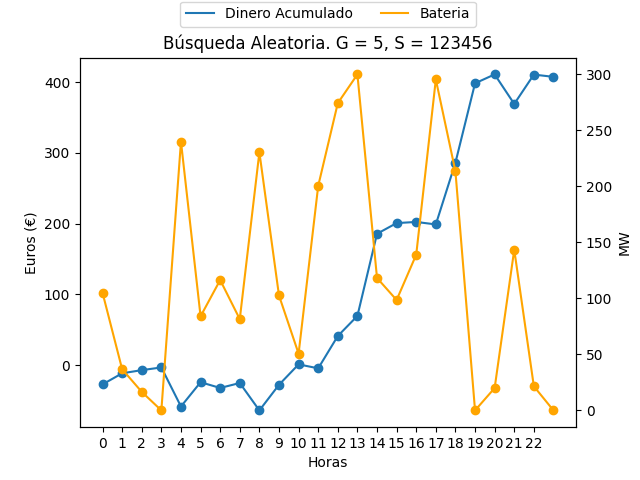 Dinero Acumulado Bateria
Búsqueda Aleatoria. G = 5, S = 123456
400
300
200
100
0
Euros (€)
300
250
200
150
100
50
0
MW
0 1 2 3 4 5 6 7 8 9 10 11 12 13 14 15 16 17 18 19 20 21 22
Horas